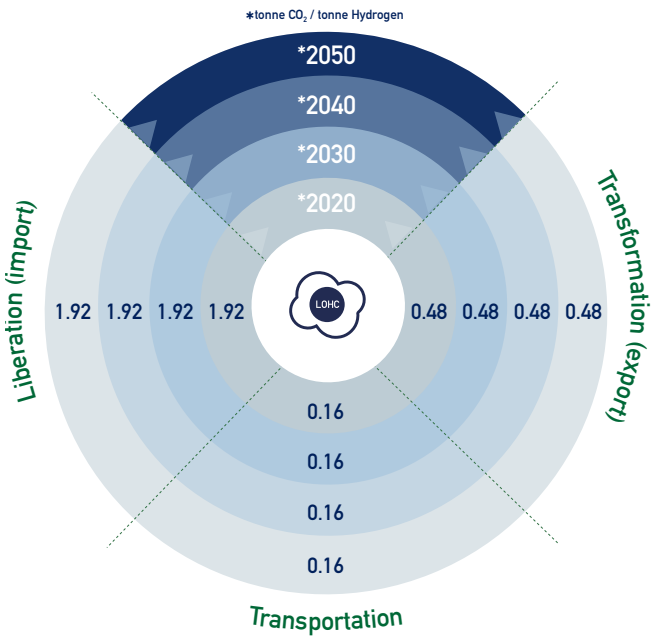 *tonne CO₂ / tonne Hydrogen
*2050
*2040
*2030
*2020
Liberation (import)
Transformation (export)
LOHC
1.92 1.92 1.92 1.92
0.48 0.48 0.48 0.48
0.16
0.16
0.16
0.16
Transportation